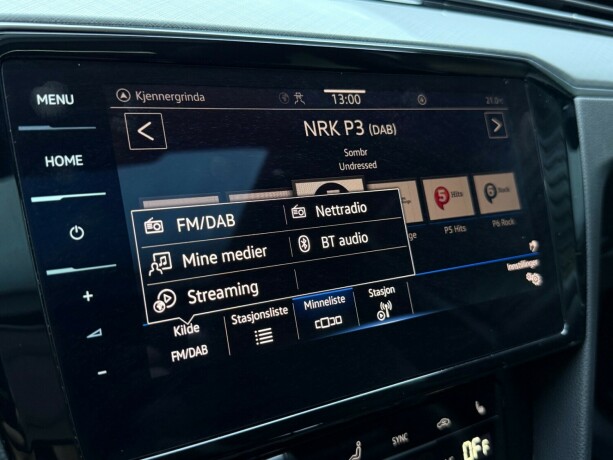 MENU
HOME
+
-
Kjennergrinda
13:00
NRK P3 (DAB)
Sombr
Undressed
P5 Hits
P6 Rock
FM/DAB
Nettradio
Mine medier
BT audio
Streaming
Kilde
FM/DAB
Stasjonsliste
Minneliste
Stasjon
Innstillinger
SYNC
OFF